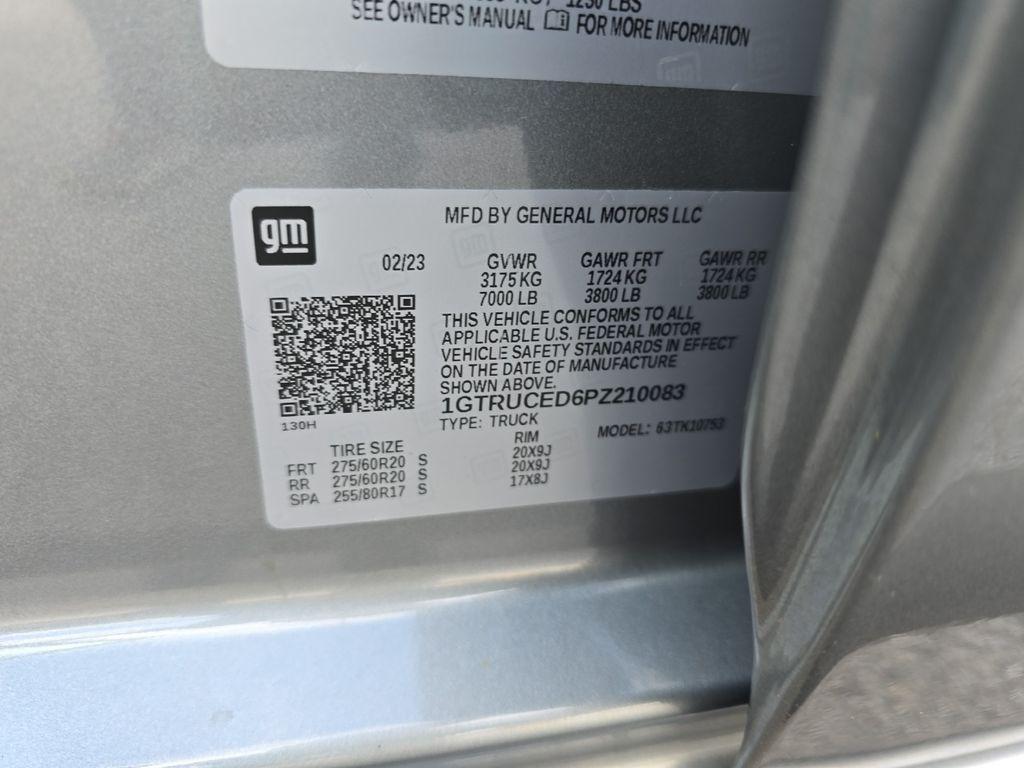 1230 LBS
SEE OWNER'S MANUAL FOR MORE INFORMATION
gm
MFD BY GENERAL MOTORS LLC
02/23 GVWR GAWR FRT GAWR RR
3175 KG 1724 KG 1724 KG
7000 LB 3800 LB 3800 LB
THIS VEHICLE CONFORMS TO ALL
APPLICABLE U.S. FEDERAL MOTOR
VEHICLE SAFETY STANDARDS IN EFFECT
ON THE DATE OF MANUFACTURE
SHOWN ABOVE.
1GTRUCED6PZ210083
130H
TYPE: TRUCK MODEL: 63TK10753
TIRE SIZE RIM
FRT 275/60R20 S 20X9J
RR 275/60R20 S 20X9J
SPA 255/80R17 S 17X8J